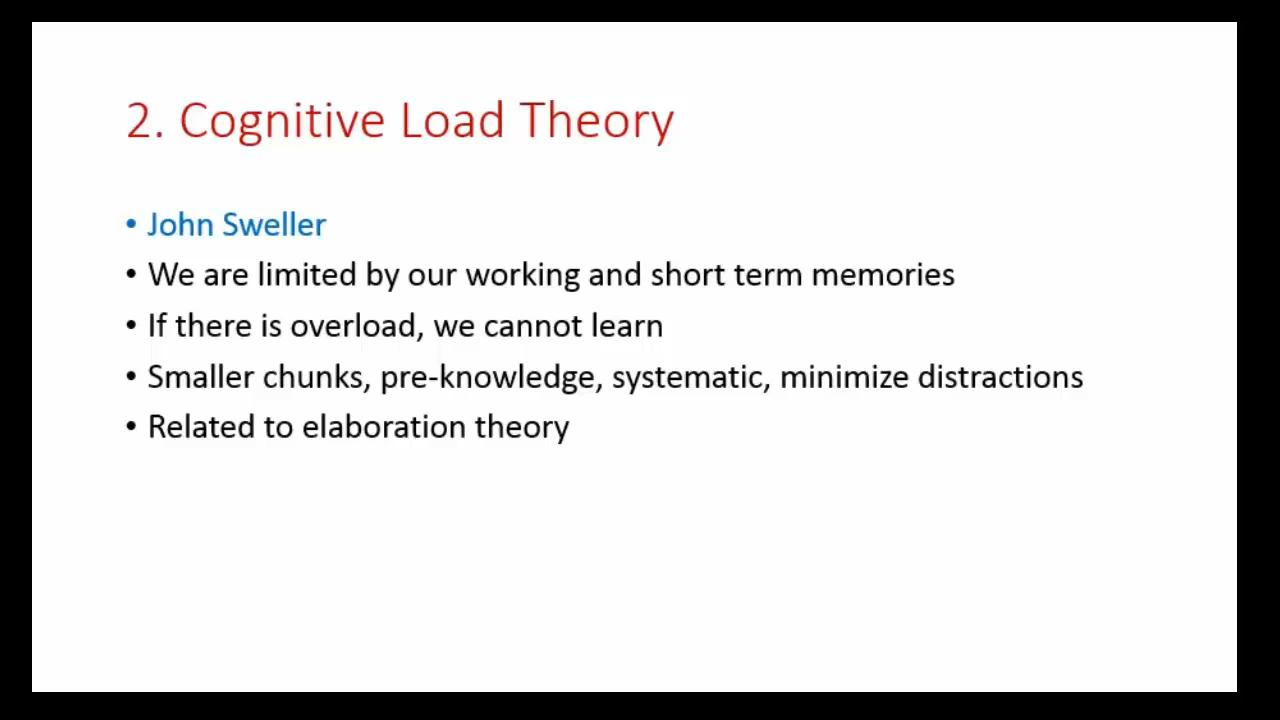 2. Cognitive Load Theory
• John Sweller
• We are limited by our working and short term memories
• If there is overload, we cannot learn
• Smaller chunks, pre-knowledge, systematic, minimize distractions
• Related to elaboration theory